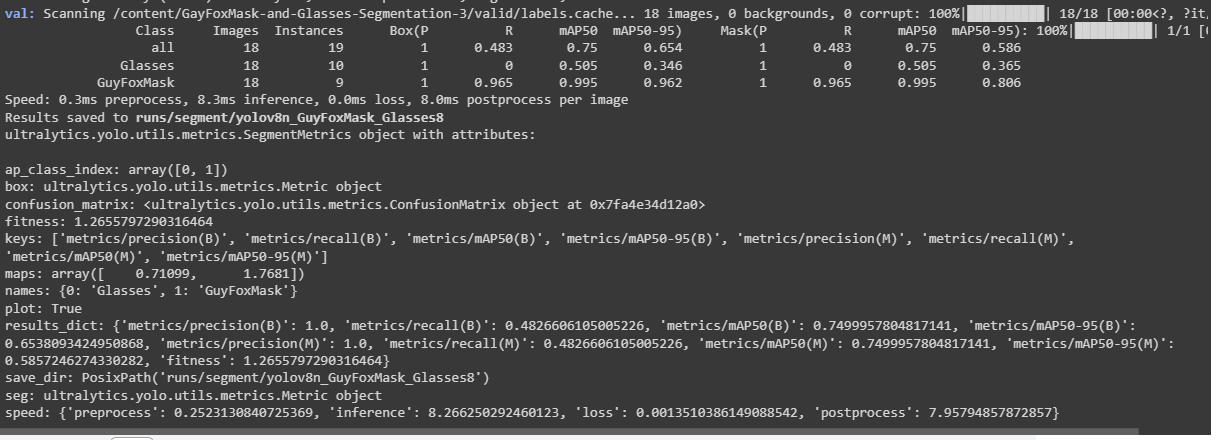 val: Scanning /content/GayFoxMask-and-Glasses-Segmentation-3/valid/labels.cache... 18 images, 0 backgrounds, 0 corrupt: 100%|██████████| 18/18 [00:00<?, ?it
Class Images Instances Box(P R mAP50 mAP50-95) Mask(P R mAP50 mAP50-95): 100%|██████████| 1/1 [
all 18 19 1 0.483 0.75 0.654 1 0.483 0.75 0.586
Glasses 18 10 1 0 0.505 0.346 1 0 0.505 0.365
GuyFoxMask 18 9 1 0.965 0.995 0.962 1 0.965 0.995 0.806
Speed: 0.3ms preprocess, 8.3ms inference, 0.0ms loss, 8.0ms postprocess per image
Results saved to runs/segment/yolov8n_GuyFoxMask_Glasses8
ultralytics.yolo.utils.metrics.SegmentMetrics object with attributes:
ap_class_index: array([0, 1])
box: ultralytics.yolo.utils.metrics.Metric object
confusion_matrix: <ultralytics.yolo.utils.metrics.ConfusionMatrix object at 0x7fa4e34d12a0>
fitness: 1.2655797290316464
keys: ['metrics/precision(B)', 'metrics/recall(B)', 'metrics/mAP50(B)', 'metrics/mAP50-95(B)', 'metrics/precision(M)', 'metrics/recall(M)',
'metrics/mAP50(M)', 'metrics/mAP50-95(M)']
maps: array([ 0.71099, 1.7681])
names: {0: 'Glasses', 1: 'GuyFoxMask'}
plot: True
results_dict: {'metrics/precision(B)': 1.0, 'metrics/recall(B)': 0.4826606105005226, 'metrics/mAP50(B)': 0.7499957804817141, 'metrics/mAP50-95(B)':
0.6538093424950868, 'metrics/precision(M)': 1.0, 'metrics/recall(M)': 0.4826606105005226, 'metrics/mAP50(M)': 0.7499957804817141, 'metrics/mAP50-95(M)':
0.5857246274330282, 'fitness': 1.2655797290316464}
save_dir: PosixPath('runs/segment/yolov8n_GuyFoxMask_Glasses8')
seg: ultralytics.yolo.utils.metrics.Metric object
speed: {'preprocess': 0.2523130840725369, 'inference': 8.266250292460123, 'loss': 0.0013510386149088542, 'postprocess': 7.95794857872857}